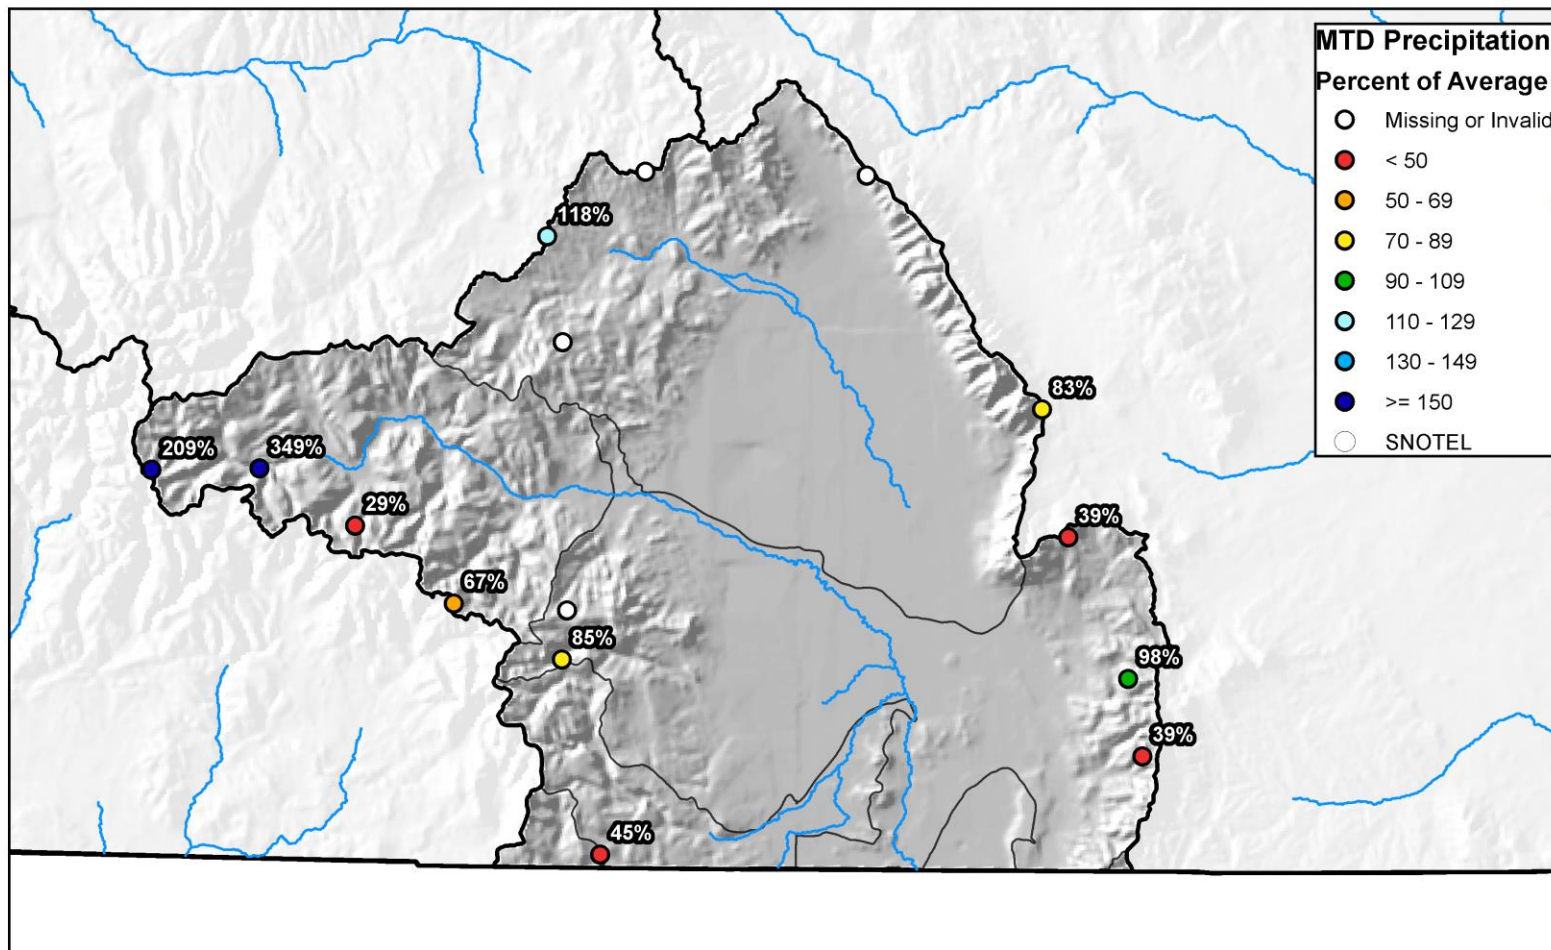 MTD Precipitation
Percent of Average
Missing or Invalid
< 50
50 - 69
70 - 89
90 - 109
110 - 129
130 - 149
>= 150
SNOTEL
118%
83%
209%
349%
29%
39%
67%
85%
98%
39%
45%